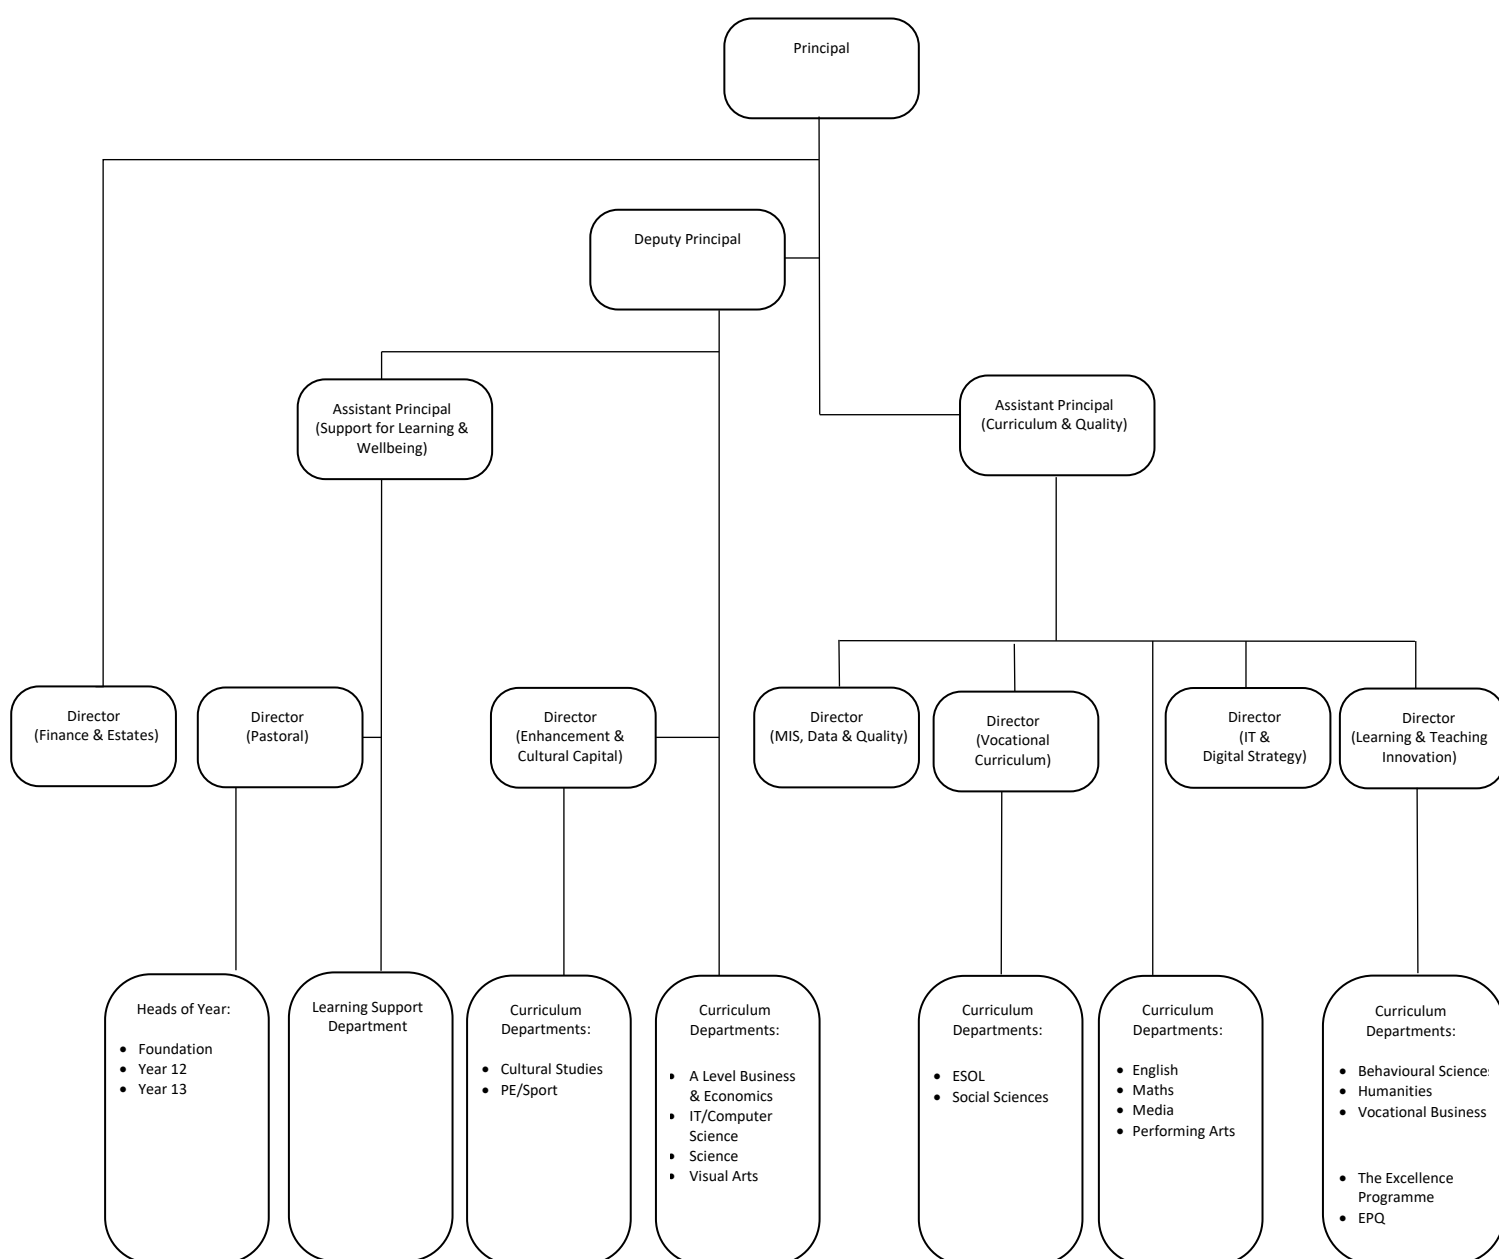 Principal
Deputy Principal
Assistant Principal
(Support for Learning &
Wellbeing)
Assistant Principal
(Curriculum & Quality)
Director
(Finance & Estates)
Director
(Pastoral)
Director
(Enhancement &
Cultural Capital)
Director
(MIS, Data & Quality)
Director
(Vocational
Curriculum)
Director
(IT &
Digital Strategy)
Director
(Learning & Teaching
Innovation)
Heads of Year:
• Foundation
• Year 12
• Year 13
Learning Support
Department
Curriculum
Departments:
• Cultural Studies
• PE/Sport
Curriculum
Departments:
• A Level Business
& Economics
• IT/Computer
Science
• Science
• Visual Arts
Curriculum
Departments:
• ESOL
• Social Sciences
Curriculum
Departments:
• English
• Maths
• Media
• Performing Arts
Curriculum
Departments:
• Behavioural Sciences
• Humanities
• Vocational Business
• The Excellence
Programme
• EPQ